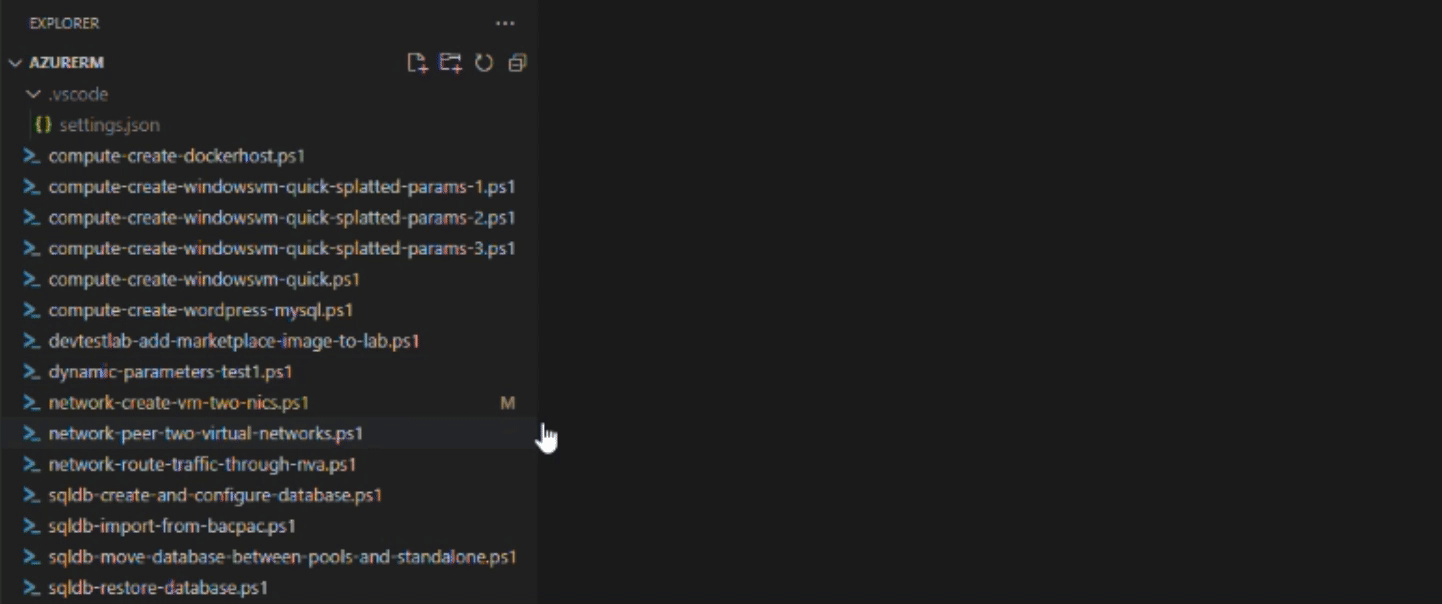 EXPLORER
AZURERM
.vscode
{} settings.json
compute-create-dockerhost.ps1
compute-create-windowsvm-quick-splatted-params-1.ps1
compute-create-windowsvm-quick-splatted-params-2.ps1
compute-create-windowsvm-quick-splatted-params-3.ps1
compute-create-windowsvm-quick.ps1
compute-create-wordpress-mysql.ps1
devtestlab-add-marketplace-image-to-lab.ps1
dynamic-parameters-test1.ps1
network-create-vm-two-nics.ps1 M
network-peer-two-virtual-networks.ps1
network-route-traffic-through-nva.ps1
sqldb-create-and-configure-database.ps1
sqldb-import-from-bacpac.ps1
sqldb-move-database-between-pools-and-standalone.ps1
sqldb-restore-database.ps1